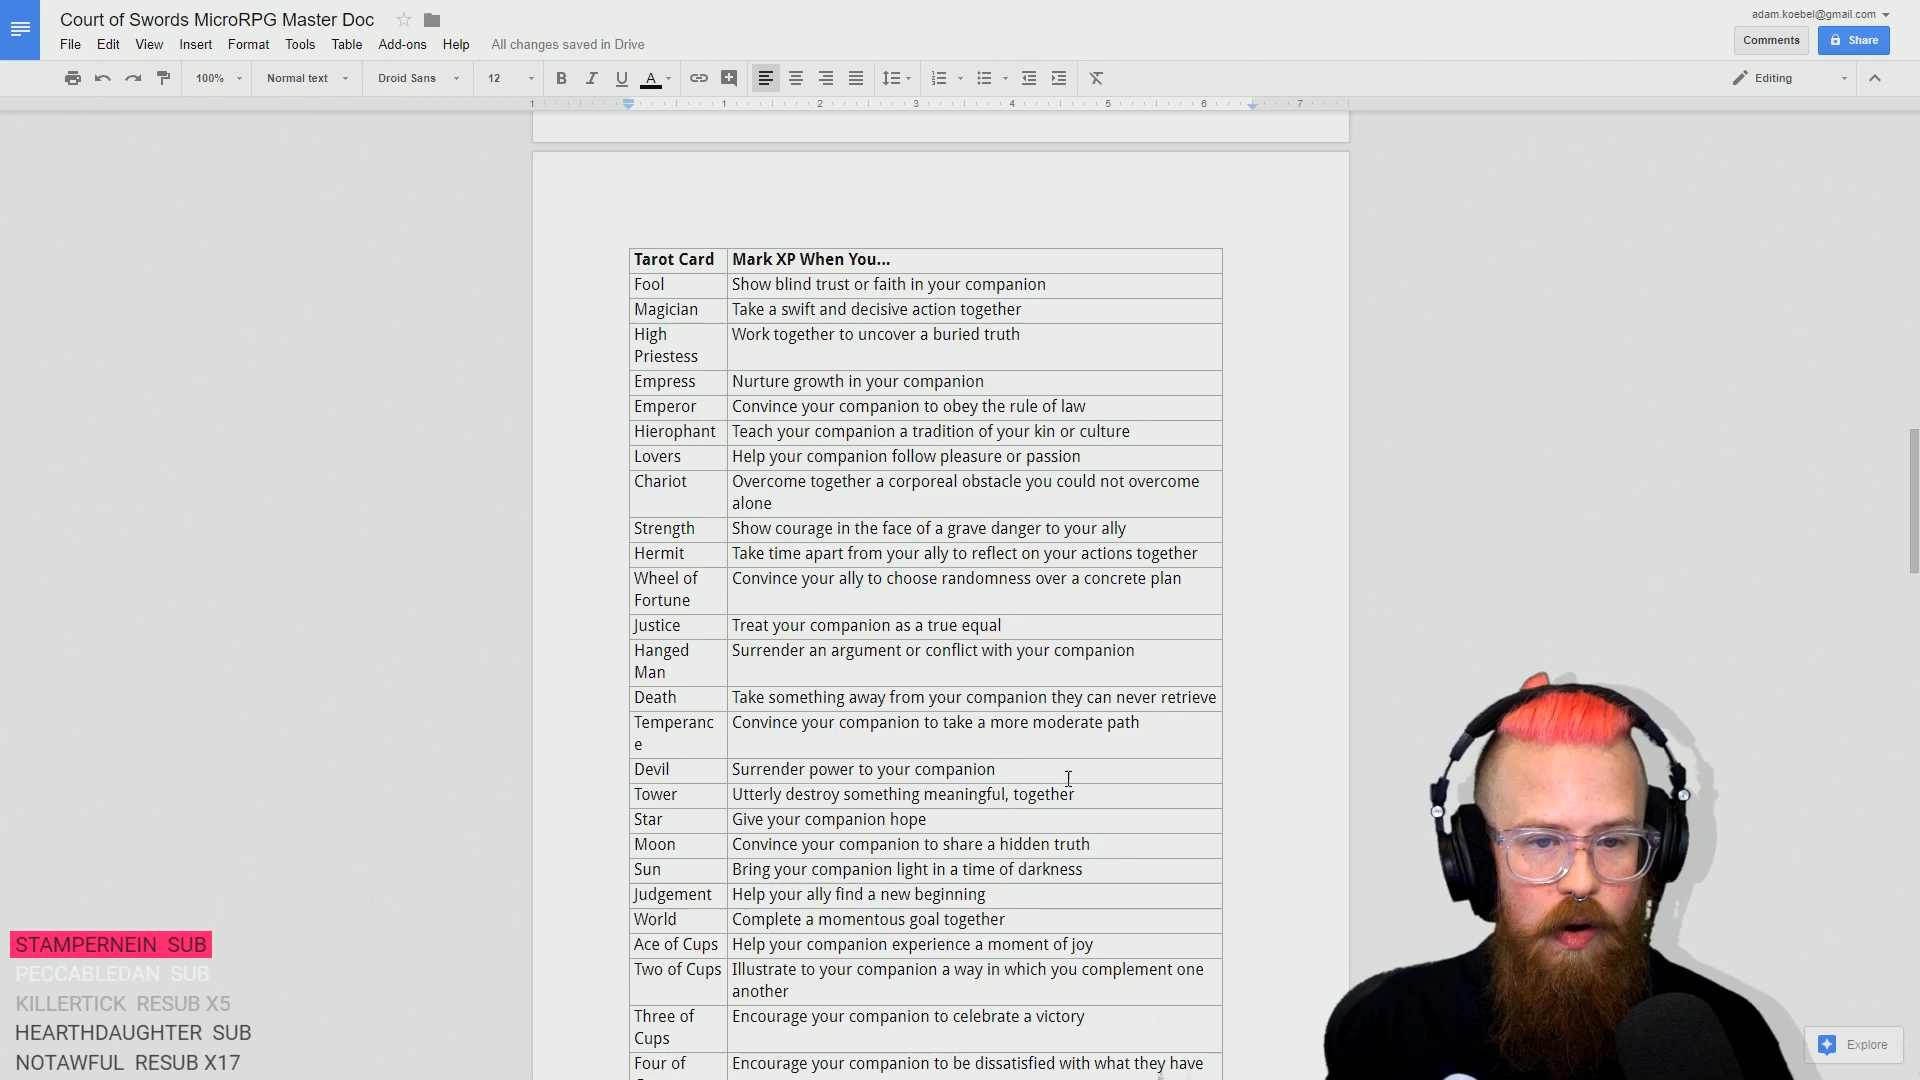 Court of Swords MicroRPG Master Doc
adam.koebel@gmail.com
File Edit View Insert Format Tools Table Add-ons Help All changes saved in Drive
Comments
Share
100% Normal text Droid Sans 12
B I U A
Editing
1 1 2 3 4 5 6 7
Tarot Card Mark XP When You...
Fool Show blind trust or faith in your companion
Magician Take a swift and decisive action together
High Work together to uncover a buried truth
Priestess
Empress Nurture growth in your companion
Emperor Convince your companion to obey the rule of law
Hierophant Teach your companion a tradition of your kin or culture
Lovers Help your companion follow pleasure or passion
Chariot Overcome together a corporeal obstacle you could not overcome
alone
Strength Show courage in the face of a grave danger to your ally
Hermit Take time apart from your ally to reflect on your actions together
Wheel of Convince your ally to choose randomness over a concrete plan
Fortune
Justice Treat your companion as a true equal
Hanged Surrender an argument or conflict with your companion
Man
Death Take something away from your companion they can never retrieve
Temperanc Convince your companion to take a more moderate path
e
Devil Surrender power to your companion
Tower Utterly destroy something meaningful, together
Star Give your companion hope
Moon Convince your companion to share a hidden truth
Sun Bring your companion light in a time of darkness
Judgement Help your ally find a new beginning
World Complete a momentous goal together
Ace of Cups Help your companion experience a moment of joy
Two of Cups Illustrate to your companion a way in which you complement one
another
Three of Encourage your companion to celebrate a victory
Cups
Four of Encourage your companion to be dissatisfied with what they have
STAMPERNEIN SUB
PECCABLEDAN SUB
KILLERTICK RESUB X5
HEARTHDAUGHTER SUB
NOTAWFUL RESUB X17
Explore